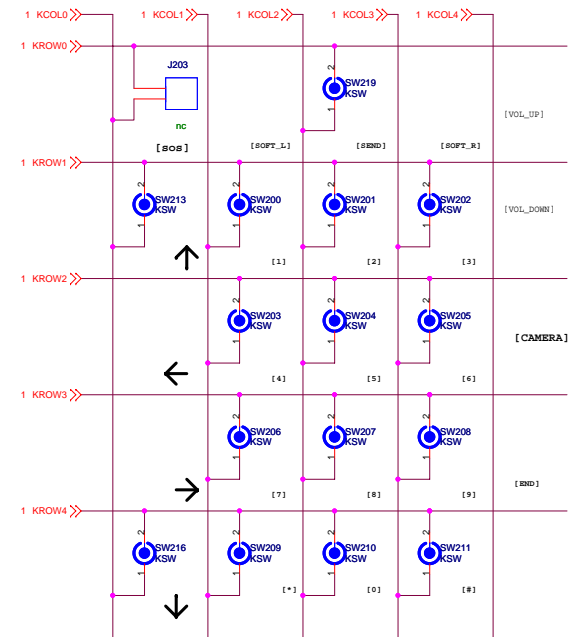 1 KCOL0 1 KCOL1 1 KCOL2 1 KCOL3 1 KCOL4
1 KROW0
J203
2 SW219
KSW
1
[VOL_UP]
nc
[SOS] [SOFT_L] [SEND] [SOFT_R]
1 KROW1
2 2 2 2
SW213 SW200 SW201 SW202
KSW KSW KSW KSW
[VOL_DOWN]
1 1 1 1
[1] [2] [3]
1 KROW2
2 2 2
SW203 SW204 SW205
KSW KSW KSW
[CAMERA]
1 1 1
[4] [5] [6]
1 KROW3
2 2 2
SW206 SW207 SW208
KSW KSW KSW
1 1 1
[END]
[7] [8] [9]
1 KROW4
2 2 2 2
SW216 SW209 SW210 SW211
KSW KSW KSW KSW
1 1 1 1
[*] [0] [#]